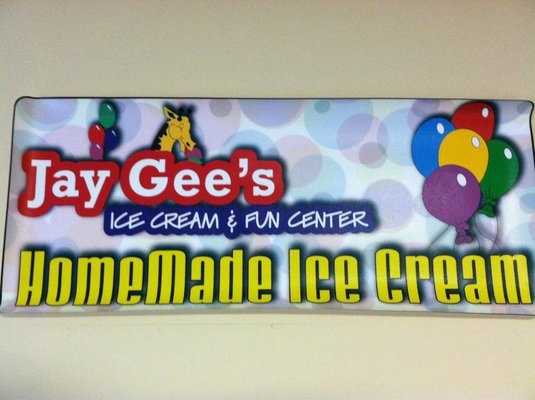 Jay Gee's
ICE CREAM & FUN CENTER
HomeMade Ice Cream